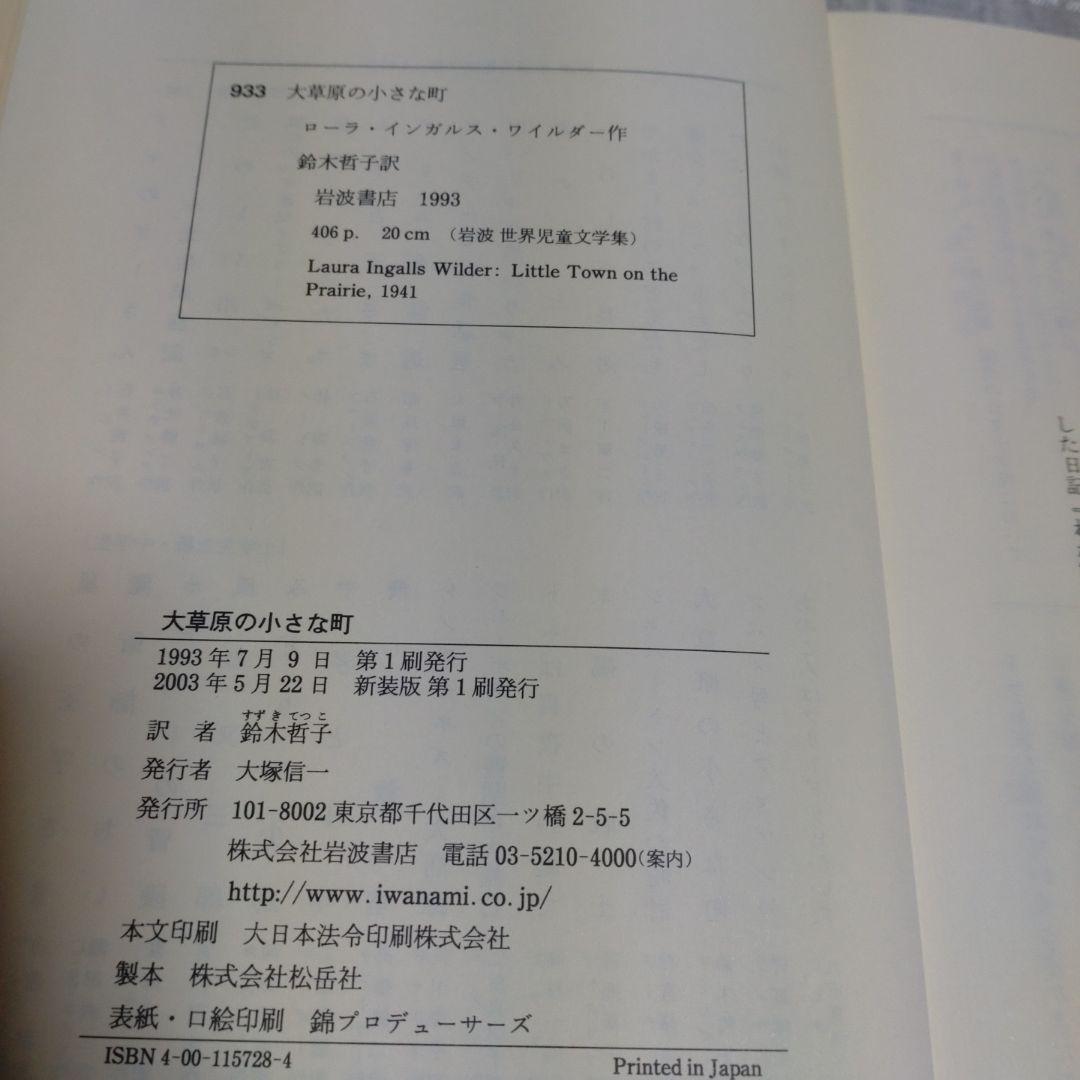 933 大草原の小さな町
ローラ・インガルス・ワイルダー作
鈴木哲子訳
岩波書店 1993
406 p. 20 cm (岩波 世界児童文学集)
Laura Ingalls Wilder: Little Town on the
Prairie, 1941
大草原の小さな町
1993年7月9日 第1刷発行
2003年5月22日 新装版 第1刷発行
すず き てつ こ
訳者 鈴木哲子
発行者 大塚信一
発行所 101-8002 東京都千代田区一ツ橋 2-5-5
株式会社岩波書店 電話 03-5210-4000(案内)
http://www.iwanami.co.jp/
本文印刷 大日本法令印刷株式会社
製本 株式会社松岳社
表紙・口絵印刷 錦プロデューサーズ
ISBN 4-00-115728-4 Printed in Japan
した日記